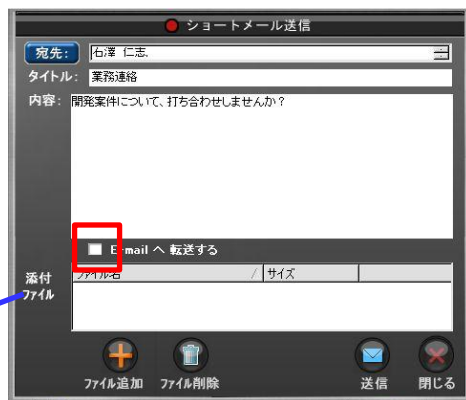 ショートメール送信
宛先: 石澤 仁志.
タイトル: 業務連絡
内容: 開発案件について、打ち合わせしませんか？
E-mail へ 転送する
添付 ファイル名 / サイズ
ファイル
ファイル追加 ファイル削除 送信 閉じる